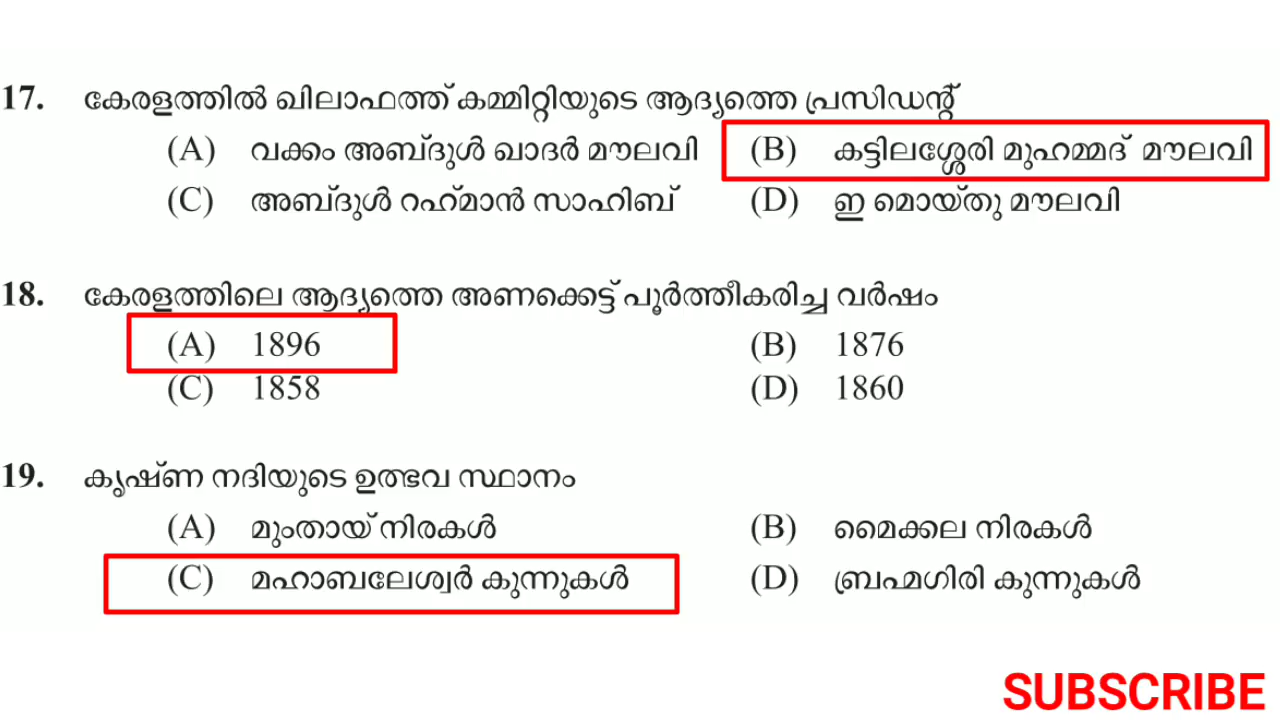 17. കേരളത്തിൽ ഖിലാഫത്ത് കമ്മിറ്റിയുടെ ആദ്യത്തെ പ്രസിഡന്റ്
(A) വക്കം അബ്ദുൾ ഖാദർ മൗലവി (B) കട്ടിലശ്ശേരി മുഹമ്മദ് മൗലവി
(C) അബ്ദുൾ റഹ്മാൻ സാഹിബ് (D) ഇ മൊയ്തു മൗലവി
18. കേരളത്തിലെ ആദ്യത്തെ അണക്കെട്ട് പൂർത്തീകരിച്ച വർഷം
(A) 1896 (B) 1876
(C) 1858 (D) 1860
19. കൃഷ്ണ നദിയുടെ ഉത്ഭവ സ്ഥാനം
(A) മുംതായ് നിരകൾ (B) മൈക്കല നിരകൾ
(C) മഹാബലേശ്വർ കുന്നുകൾ (D) ബ്രഹ്മഗിരി കുന്നുകൾ
SUBSCRIBE